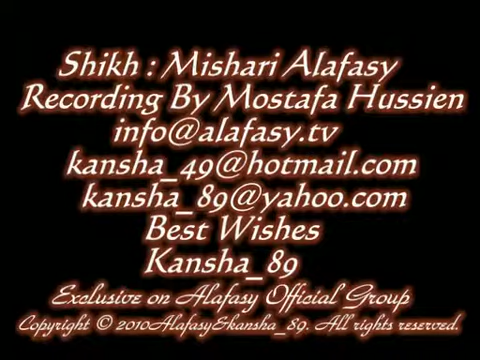 Shikh : Mishari Alafasy
Recording By Mostafa Hussien
info@alafasy.tv
kansha_49@hotmail.com
kansha_89@yahoo.com
Best Wishes
Kansha_89
Exclusive on Alafasy Official Group
Copyright © 2010Alafasy&kansha_89. All rights reserved.